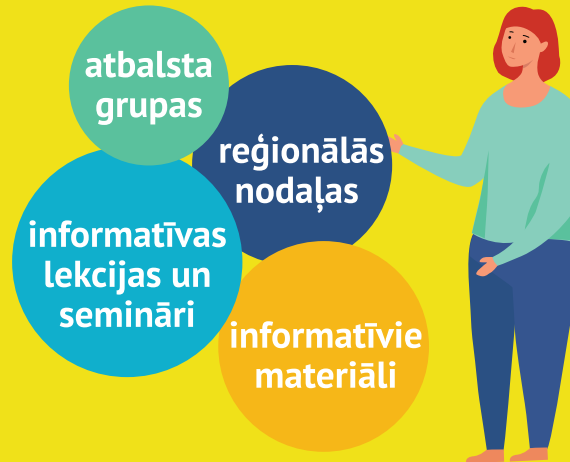 atbalsta
grupas
reģionālās
nodaļas
informatīvas
lekcijas un
semināri
informatīvie
materiāli